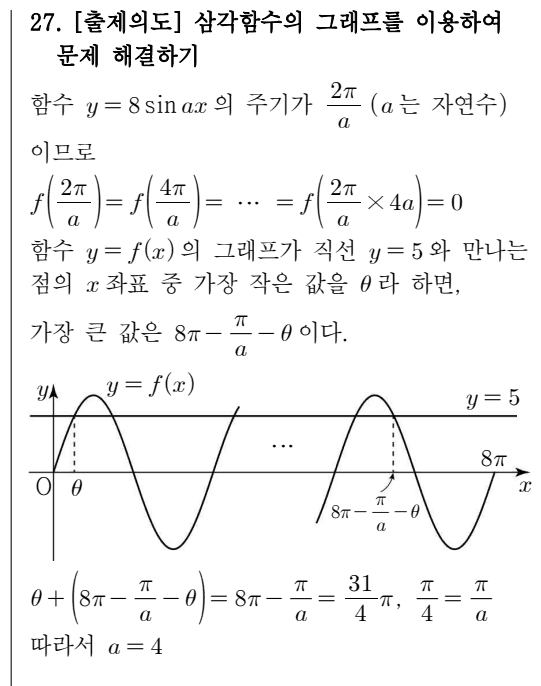 27. [출제의도] 삼각함수의 그래프를 이용하여
문제 해결하기
함수 y = 8 sin ax 의 주기가 2π/a (a 는 자연수)
이므로
f(2π/a) = f(4π/a) = ⋯ = f(2π/a × 4a) = 0
함수 y = f(x) 의 그래프가 직선 y = 5 와 만나는
점의 x 좌표 중 가장 작은 값을 θ 라 하면,
가장 큰 값은 8π − π/a − θ 이다.
y y = f(x)
y = 5
⋯
8π
O θ 8π − π/a − θ x
θ + (8π − π/a − θ) = 8π − π/a = 31/4 π, π/4 = π/a
따라서 a = 4